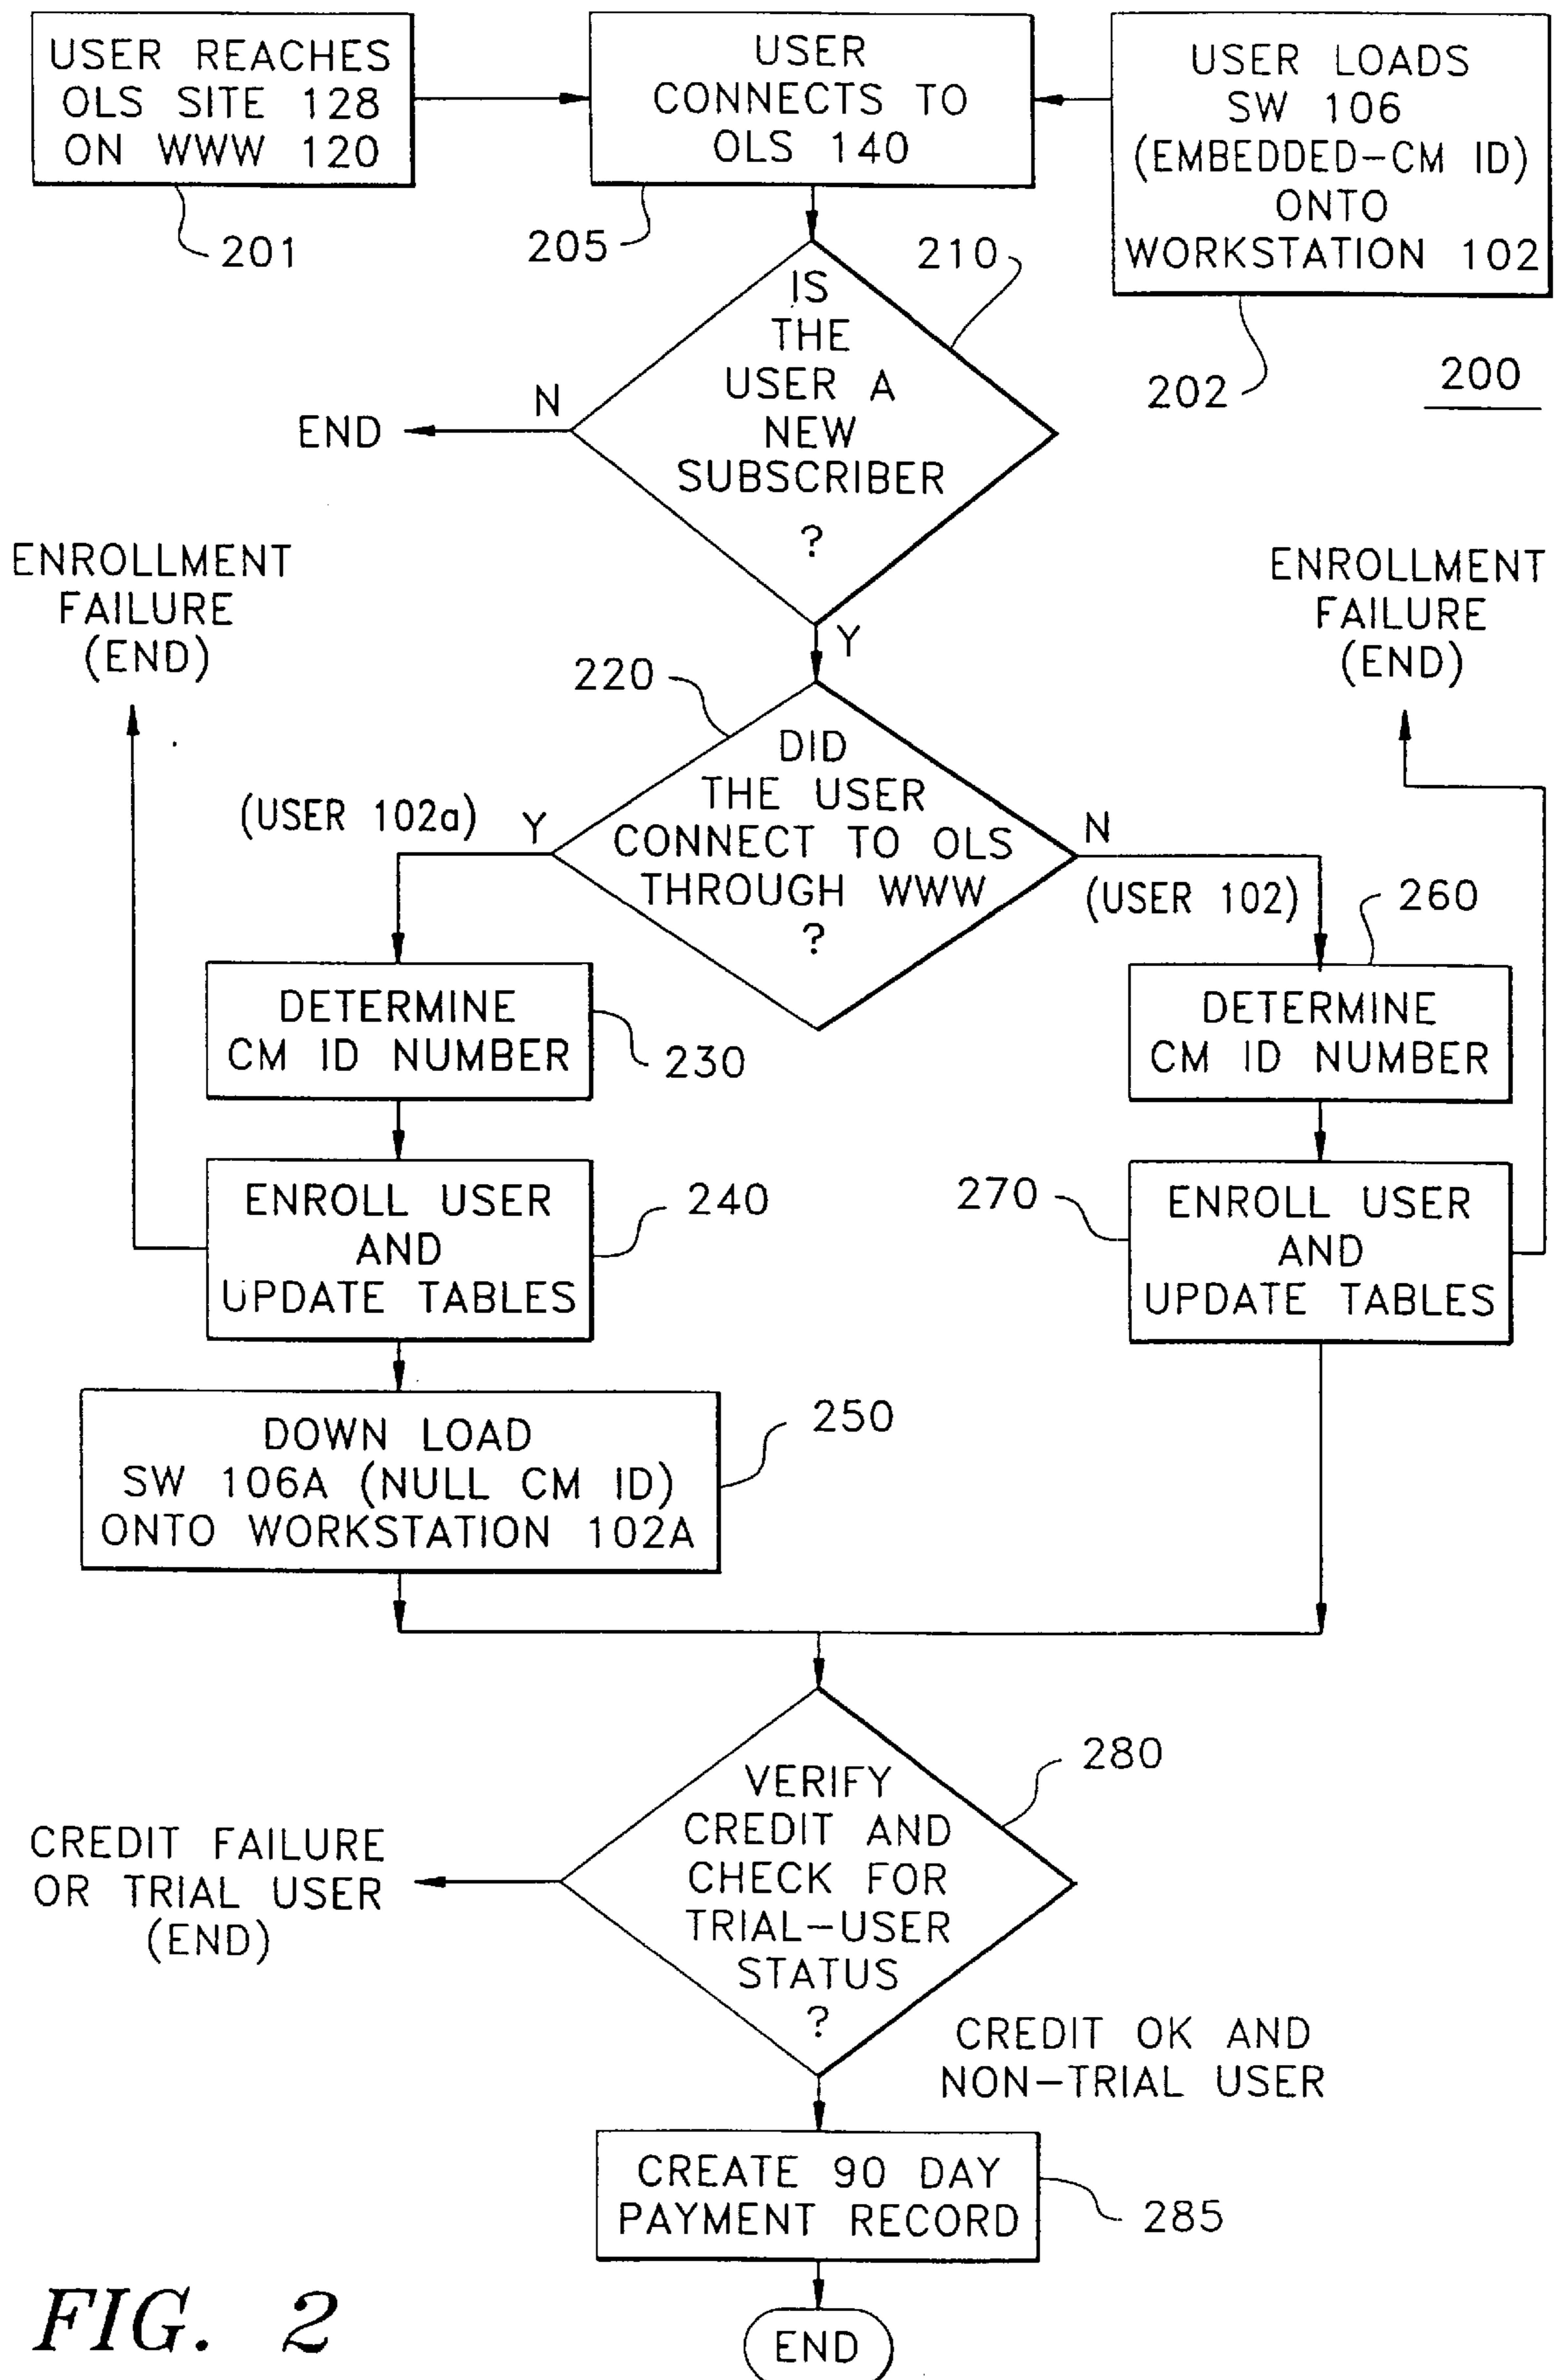 USER REACHES
OLS SITE 128
ON WWW 120
201
USER
CONNECTS TO
OLS 140
205
USER LOADS
SW 106
(EMBEDDED-CM ID)
ONTO
WORKSTATION 102
202
200
210
IS
THE
USER A
NEW
SUBSCRIBER
?
N
END
Y
ENROLLMENT
FAILURE
(END)
ENROLLMENT
FAILURE
(END)
220
DID
THE USER
CONNECT TO OLS
THROUGH WWW
?
(USER 102a)
Y
N
(USER 102)
DETERMINE
CM ID NUMBER
230
260
DETERMINE
CM ID NUMBER
ENROLL USER
AND
UPDATE TABLES
240
270
ENROLL USER
AND
UPDATE TABLES
DOWN LOAD
SW 106A (NULL CM ID)
ONTO WORKSTATION 102A
250
280
VERIFY
CREDIT AND
CHECK FOR
TRIAL-USER
STATUS
?
CREDIT FAILURE
OR TRIAL USER
(END)
CREDIT OK AND
NON-TRIAL USER
CREATE 90 DAY
PAYMENT RECORD
285
END
FIG. 2